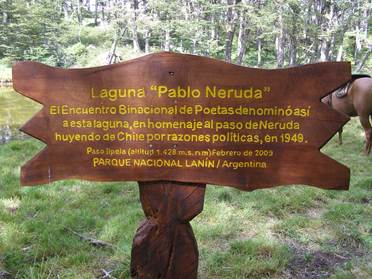 Laguna "Pablo Neruda"
El Encuentro Binacional de Poetas denominó así
a esta laguna, en homenaje al paso de Neruda
huyendo de Chile por razones políticas, en 1949.
Paso Ilpela (altitud 1.428 m.s.n.m) Febrero de 2009
PARQUE NACIONAL LANÍN / Argentina